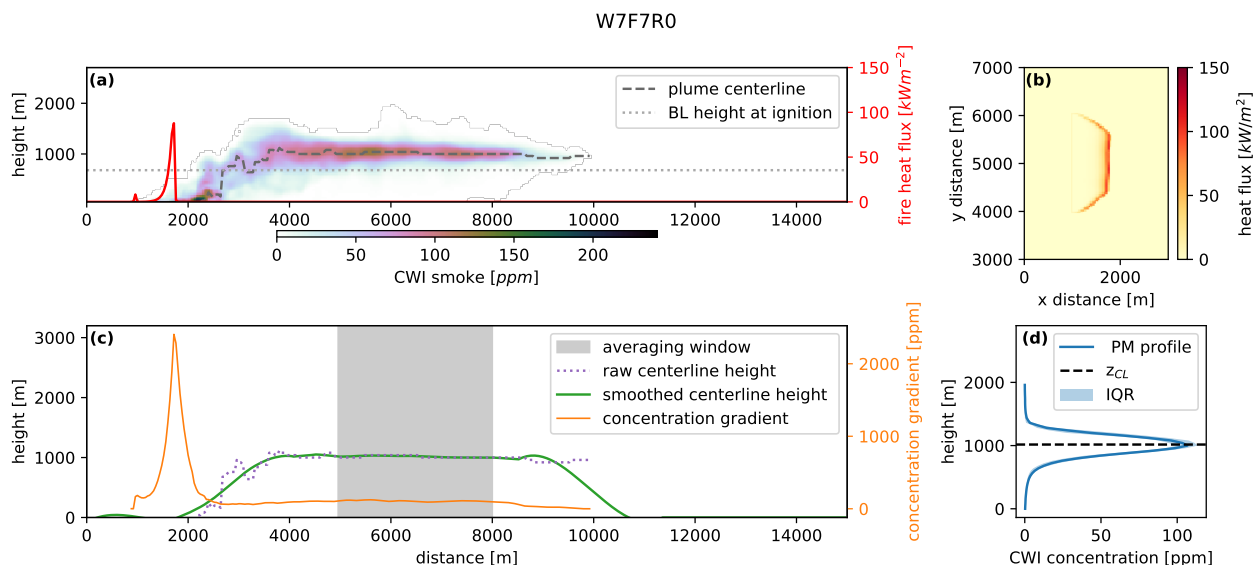 W7F7R0
(a)
height [m]
2000
1000
0
0
2000
4000
6000
8000
10000
12000
14000
plume centerline
BL height at ignition
150
100
50
0
fire heat flux [kWm−2]
0
50
100
150
200
CWI smoke [ppm]
(b)
y distance [m]
7000
6000
5000
4000
3000
0
2000
x distance [m]
150
100
50
0
heat flux [kW/m2]
(c)
height [m]
3000
2000
1000
0
0
2000
4000
6000
8000
10000
12000
14000
distance [m]
averaging window
raw centerline height
smoothed centerline height
concentration gradient
2000
1000
0
concentration gradient [ppm]
(d)
height [m]
2000
1000
0
0
50
100
CWI concentration [ppm]
PM profile
zCL
IQR